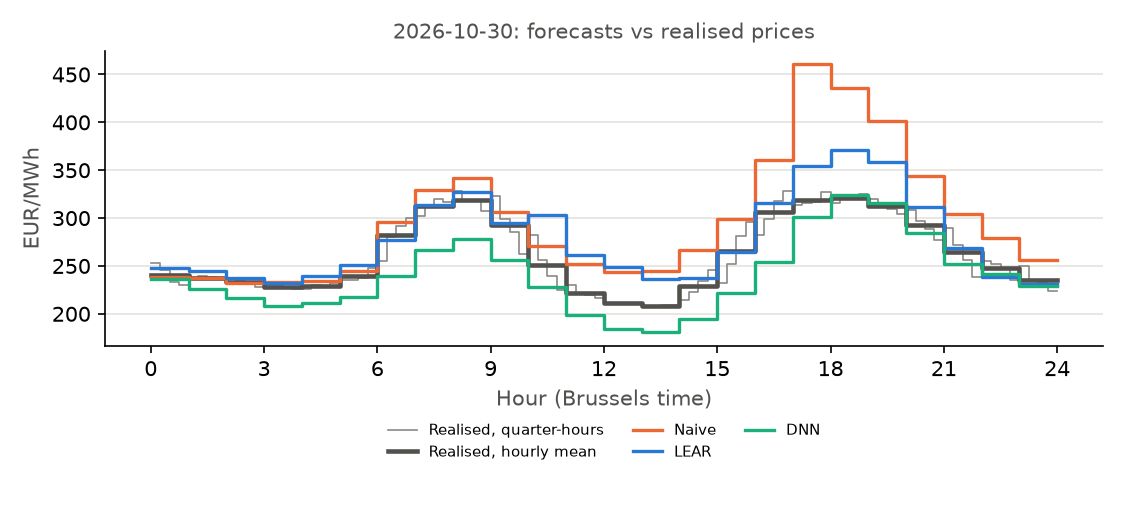 2026-10-30: forecasts vs realised prices
EUR/MWh
450
400
350
300
250
200
0 3 6 9 12 15 18 21 24
Hour (Brussels time)
Realised, quarter-hours Naive DNN
Realised, hourly mean LEAR